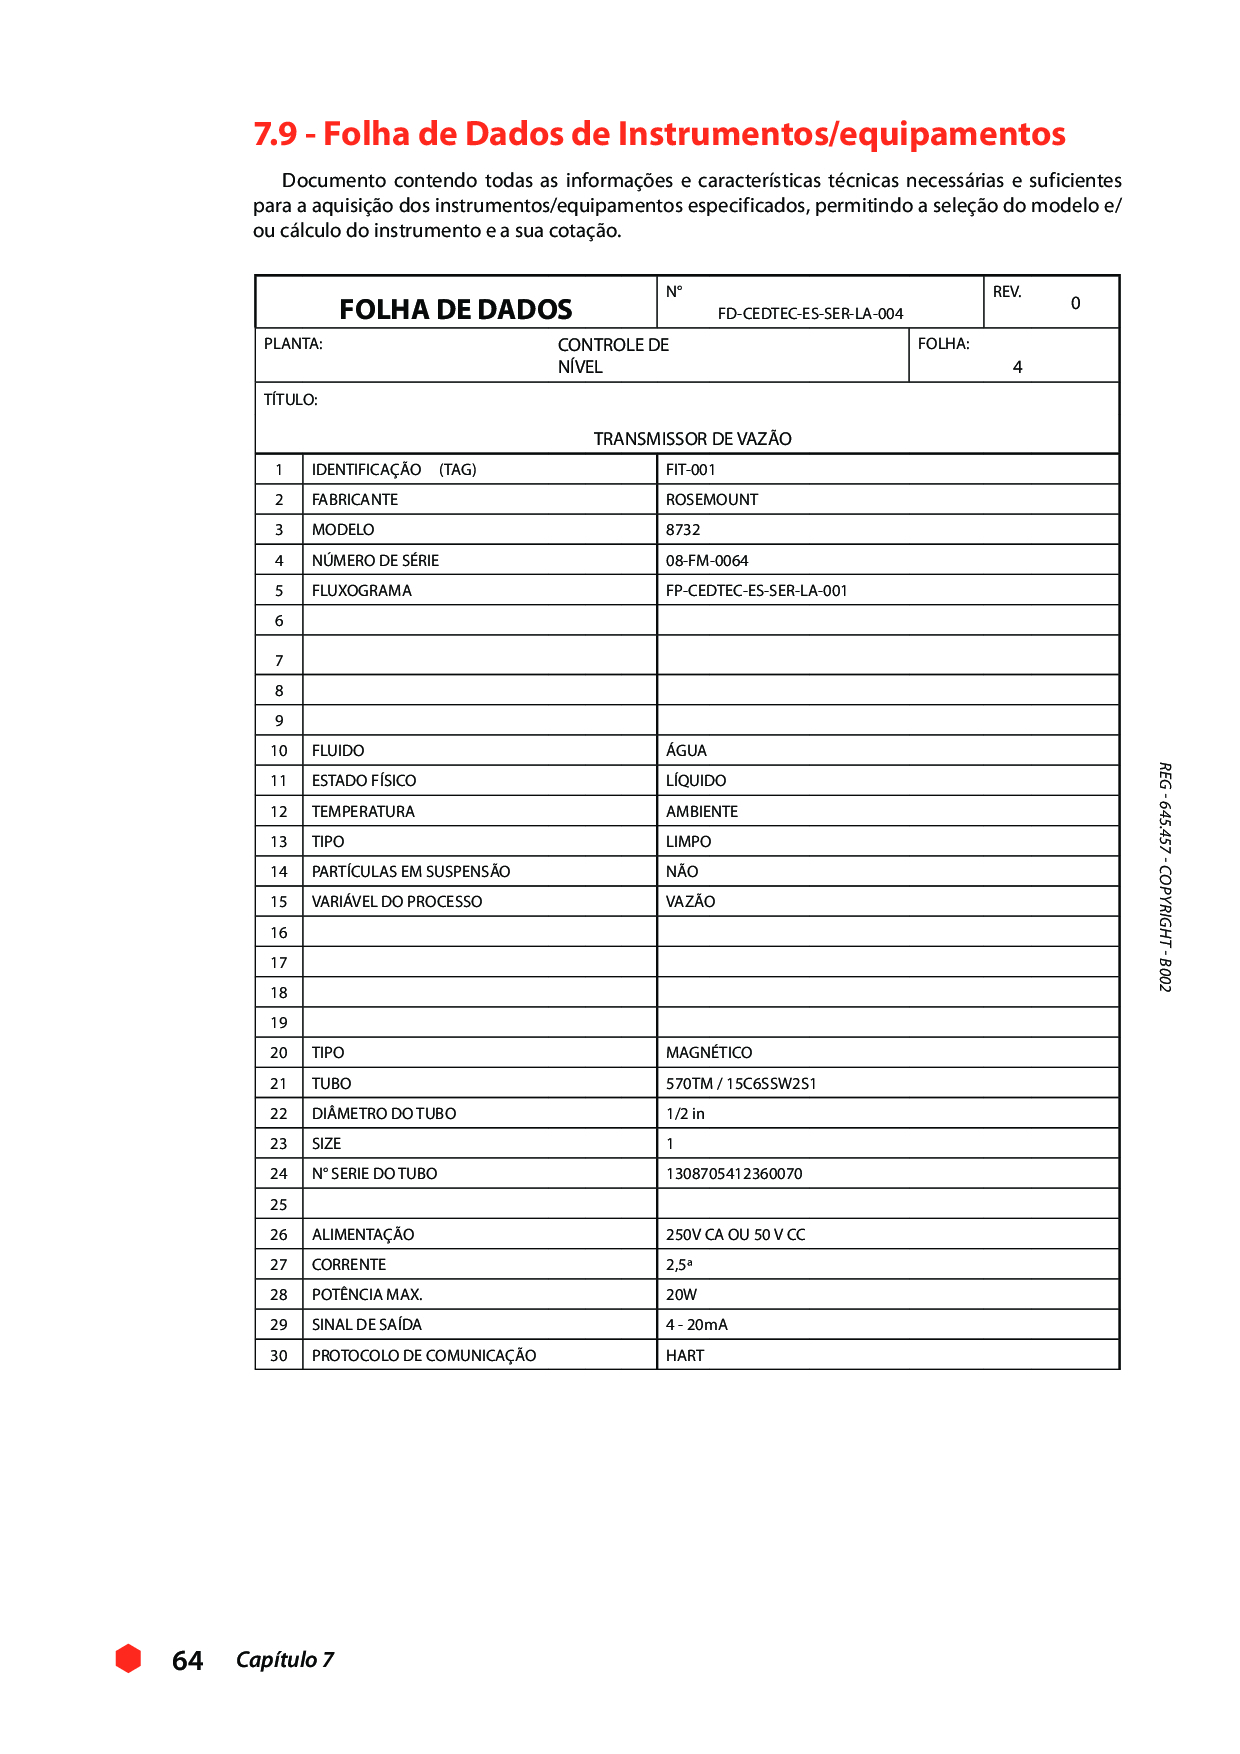 7.9 - Folha de Dados de Instrumentos/equipamentos
Documento contendo todas as informações e características técnicas necessárias e suficientes
para a aquisição dos instrumentos/equipamentos especificados, permitindo a seleção do modelo e/
ou cálculo do instrumento e a sua cotação.
FOLHA DE DADOS
N°
FD-CEDTEC-ES-SER-LA-004
REV.
0
PLANTA:
CONTROLE DE
NÍVEL
FOLHA:
4
TÍTULO:
TRANSMISSOR DE VAZÃO
1 IDENTIFICAÇÃO (TAG) FIT-001
2 FABRICANTE ROSEMOUNT
3 MODELO 8732
4 NÚMERO DE SÉRIE 08-FM-0064
5 FLUXOGRAMA FP-CEDTEC-ES-SER-LA-001
6
7
8
9
10 FLUIDO ÁGUA
11 ESTADO FÍSICO LÍQUIDO
12 TEMPERATURA AMBIENTE
13 TIPO LIMPO
14 PARTÍCULAS EM SUSPENSÃO NÃO
15 VARIÁVEL DO PROCESSO VAZÃO
16
17
18
19
20 TIPO MAGNÉTICO
21 TUBO 570TM / 15C6SSW2S1
22 DIÂMETRO DO TUBO 1/2 in
23 SIZE 1
24 N° SERIE DO TUBO 1308705412360070
25
26 ALIMENTAÇÃO 250V CA OU 50 V CC
27 CORRENTE 2,5ª
28 POTÊNCIA MAX. 20W
29 SINAL DE SAÍDA 4 - 20mA
30 PROTOCOLO DE COMUNICAÇÃO HART
REG - 645.457 - COPYRIGHT - B002
64 Capítulo 7